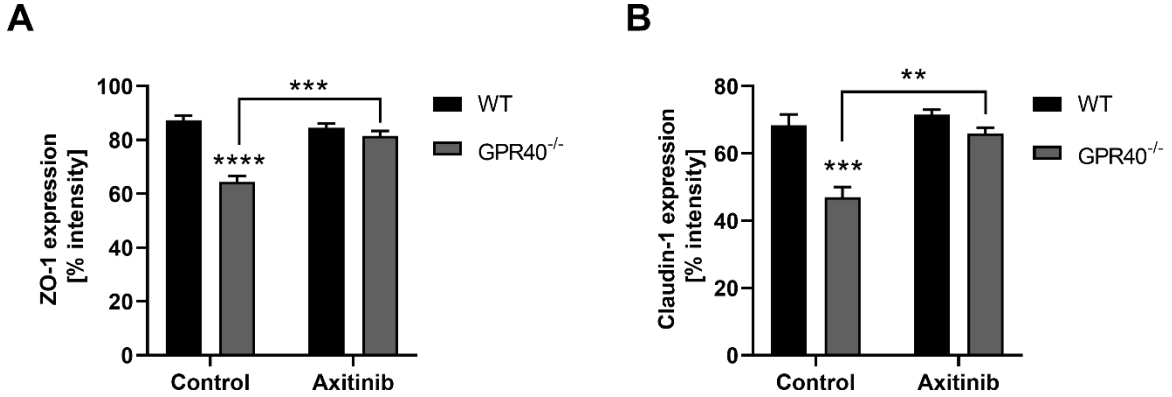 A
ZO-1 expression
[% intensity]
100
80
60
40
20
0
****
***
Control
Axitinib
WT
GPR40-/-
B
Claudin-1 expression
[% intensity]
80
60
40
20
0
***
**
Control
Axitinib
WT
GPR40-/-